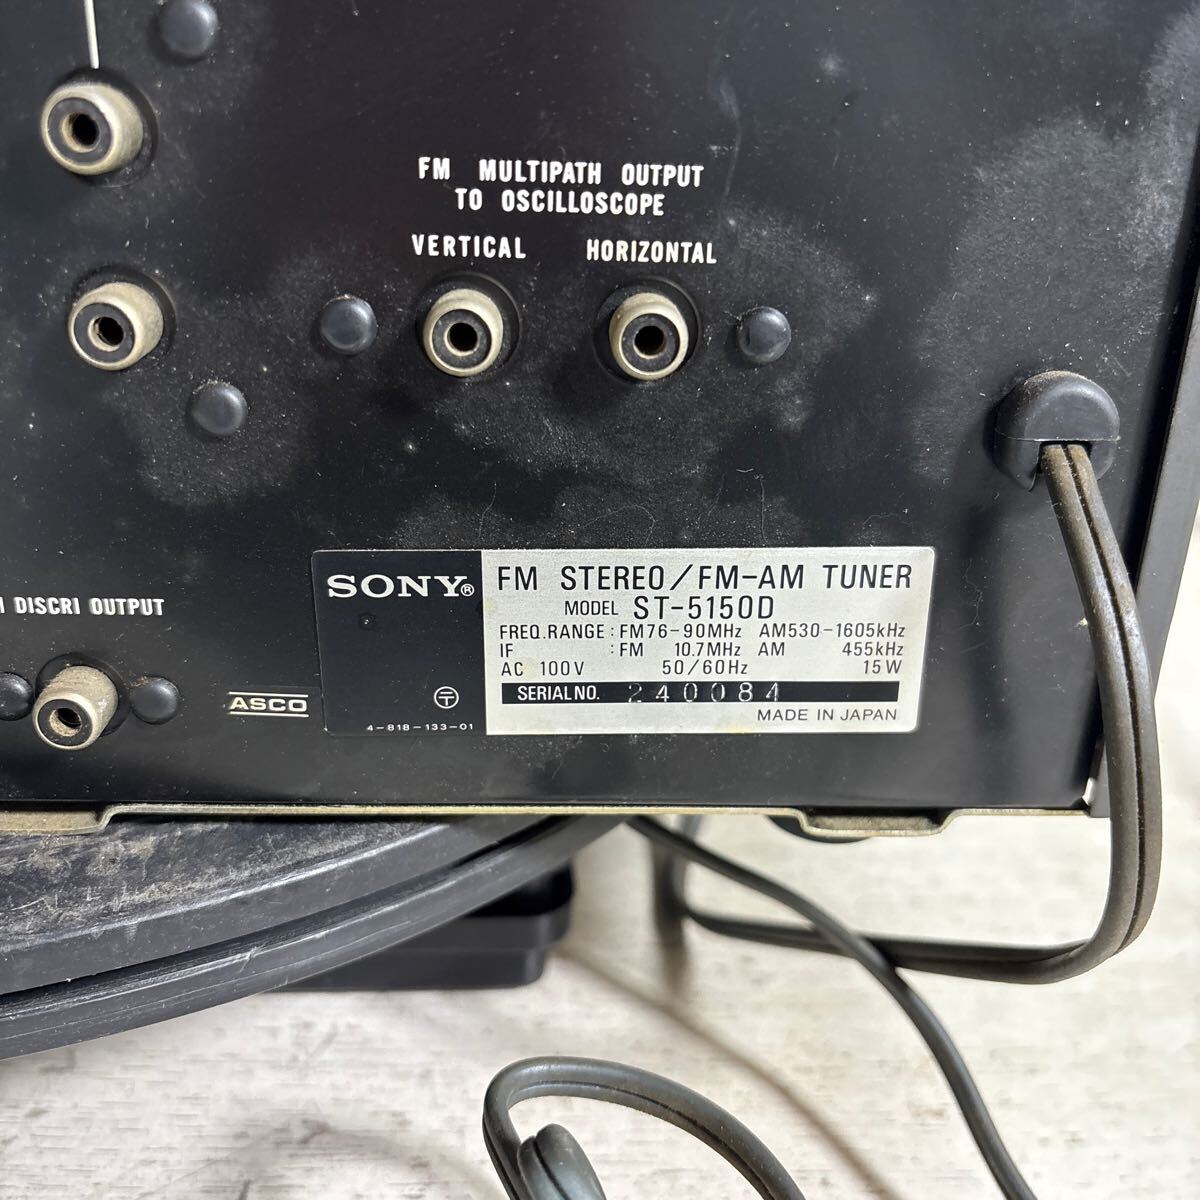 FM MULTIPATH OUTPUT
TO OSCILLOSCOPE
VERTICAL HORIZONTAL
DISCRI OUTPUT
ASCO
SONY®
4-818-133-01
FM STEREO/FM-AM TUNER
MODEL ST-5150D
FREQ.RANGE : FM76-90MHz AM530-1605kHz
IF : FM 10.7MHz AM 455kHz
AC 100V 50/60Hz 15W
SERIAL NO. 240084
MADE IN JAPAN